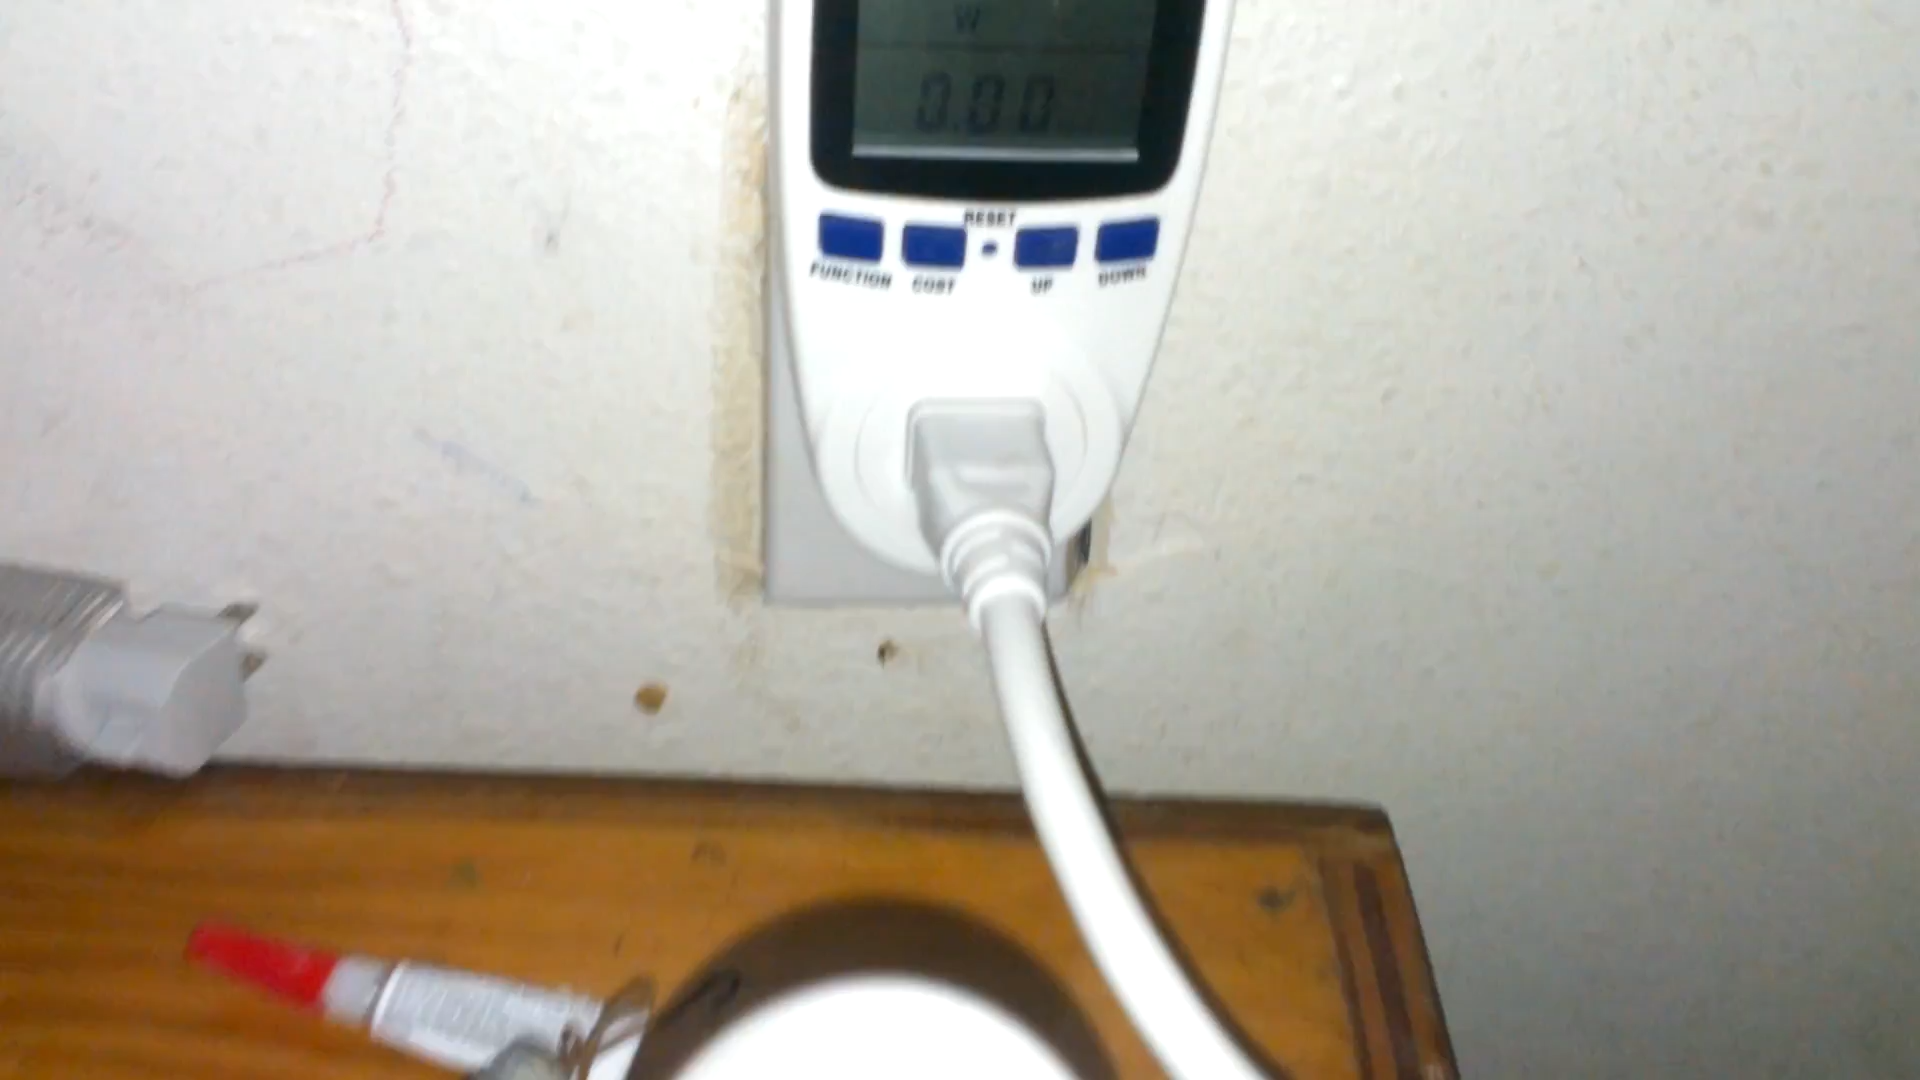 W
0.00
RESET
FUNCTION COST UP DOWN